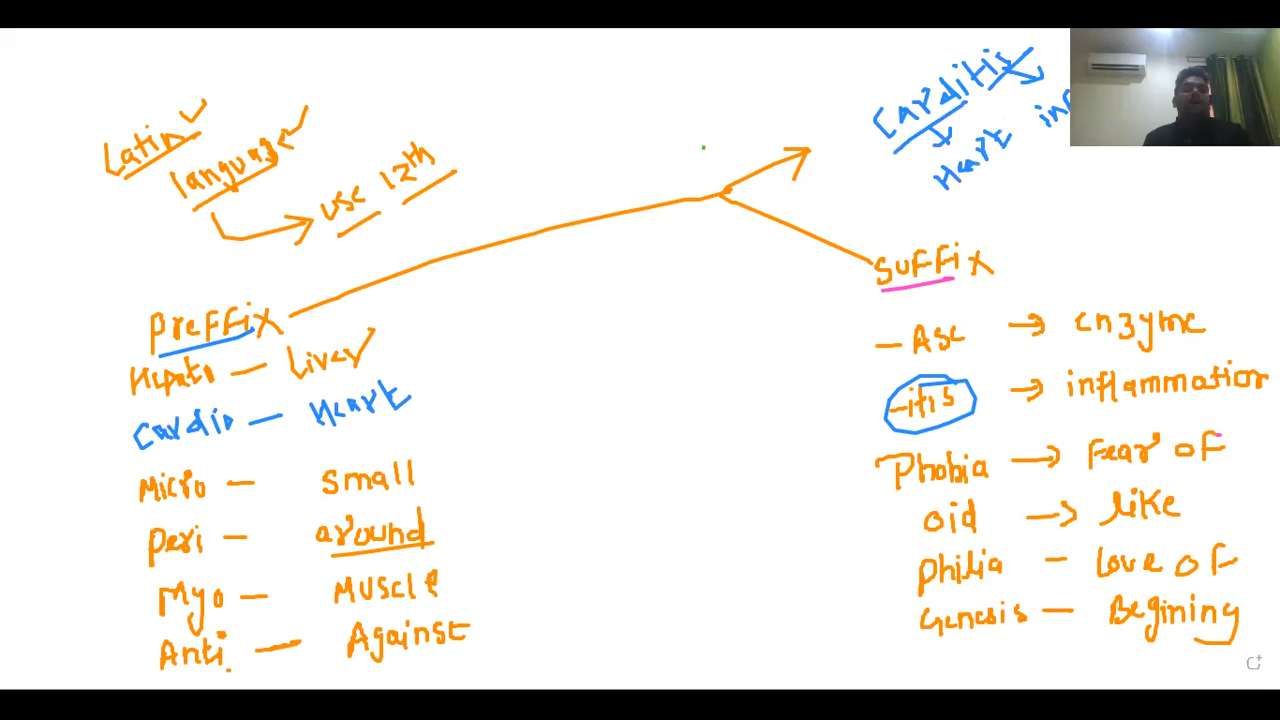 Latin
language
use 12th
Carditis
Heart
inf
Preffix
Hepato - Liver
Cardio - Heart
Micro - small
Peri - around
Myo - Muscle
Anti - Against
Suffix
- Ase → enzyme
- itis → inflammation
Phobia → Fear of
oid → like
Philia - Love of
Genesis - Begining